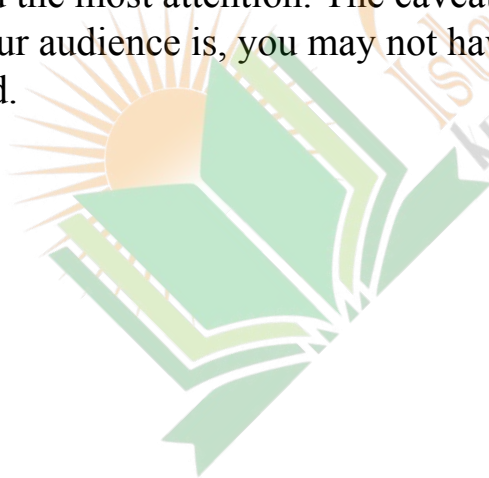 the most attention. The caveat
ur audience is, you may not hav
d.